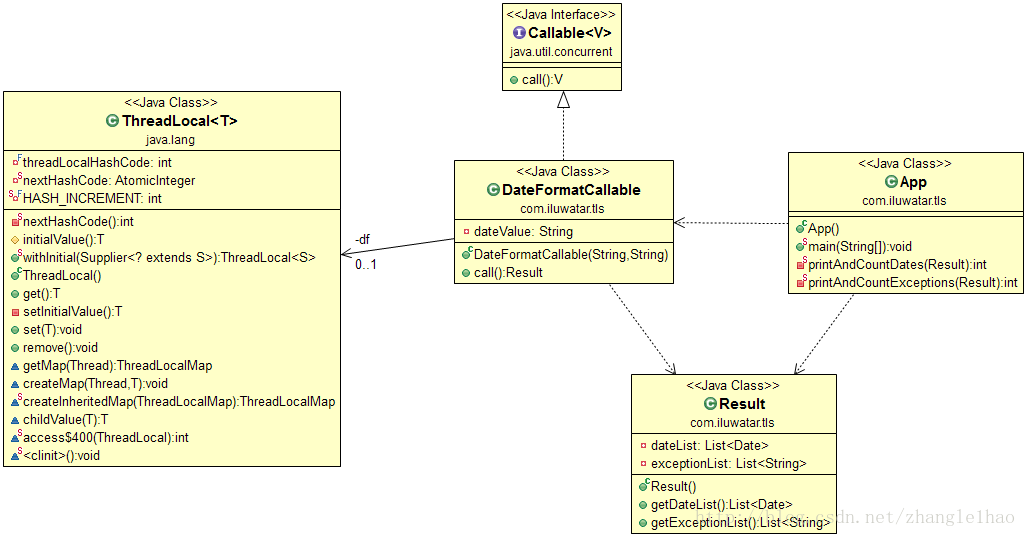 <<Java Interface>>
Callable<V>
java.util.concurrent
call():V
<<Java Class>>
ThreadLocal<T>
java.lang
threadLocalHashCode: int
nextHashCode: AtomicInteger
HASH_INCREMENT: int
nextHashCode():int
initialValue():T
withInitial(Supplier<? extends S>):ThreadLocal<S>
ThreadLocal()
get():T
setInitialValue():T
set(T):void
remove():void
getMap(Thread):ThreadLocalMap
createMap(Thread,T):void
createInheritedMap(ThreadLocalMap):ThreadLocalMap
childValue(T):T
access$400(ThreadLocal):int
<clinit>():void
-df
0..1
<<Java Class>>
DateFormatCallable
com.iluwatar.tls
dateValue: String
DateFormatCallable(String,String)
call():Result
<<Java Class>>
App
com.iluwatar.tls
App()
main(String[]):void
printAndCountDates(Result):int
printAndCountExceptions(Result):int
<<Java Class>>
Result
com.iluwatar.tls
dateList: List<Date>
exceptionList: List<String>
Result()
getDateList():List<Date>
getExceptionList():List<String>
http://blog.csdn.net/zhanglelhao